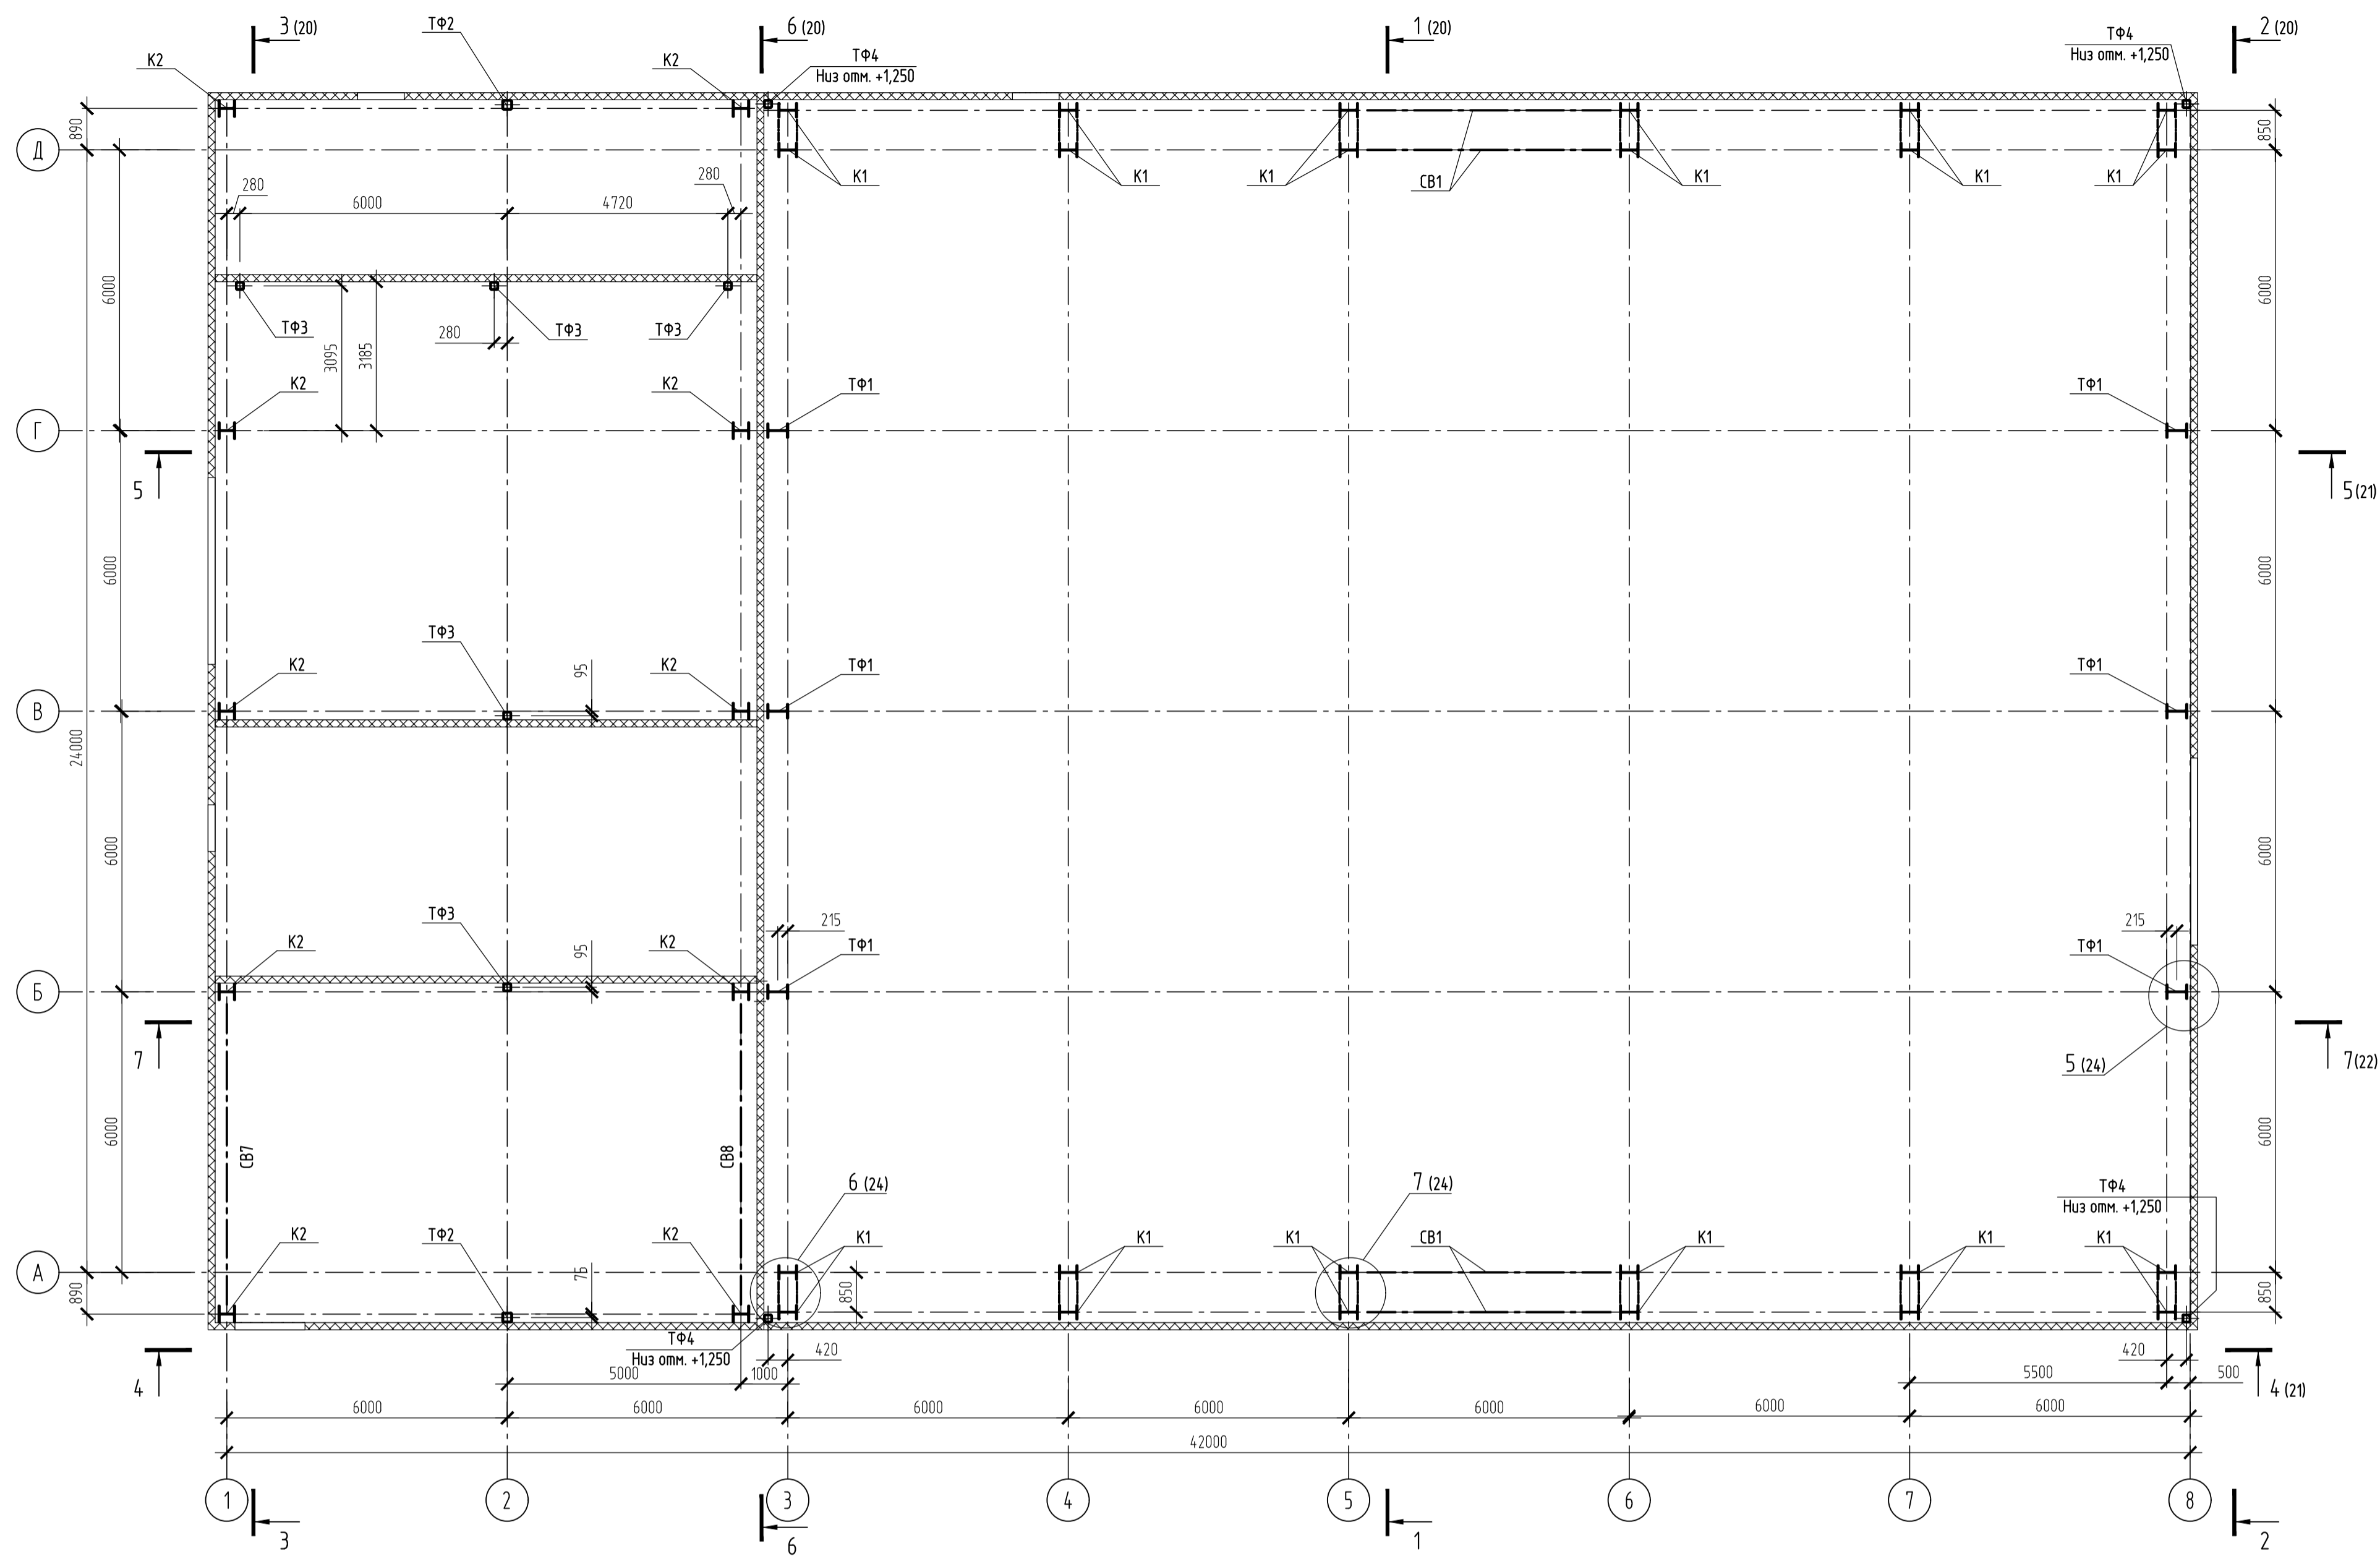 3 (20)
ТФ2
6 (20)
1 (20)
2 (20)
К2
К2
ТФ4
Низ отм. +1,250
ТФ4
Низ отм. +1,250
890
Д
850
К1
К1
К1
СВ1
К1
К1
К1
280
6000
4720
280
6000
6000
ТФ3
ТФ3
ТФ3
280
3095
3185
К2
К2
ТФ1
ТФ1
Г
5
5 (21)
6000
6000
ТФ3
95
К2
К2
ТФ1
ТФ1
В
24000
6000
6000
ТФ3
95
К2
К2
215
ТФ1
215
ТФ1
Б
7
5 (24)
7 (22)
6000
6000
СВ7
СВ8
6 (24)
7 (24)
ТФ4
Низ отм. +1,250
К2
ТФ2
К2
К1
К1
К1
СВ1
К1
К1
К1
А
890
75
850
850
ТФ4
Низ отм. +1,250
420
420
5000
1000
5500
500
4
4 (21)
6000
6000
6000
6000
6000
6000
6000
42000
1
2
3
4
5
6
7
8
3
6
1
2